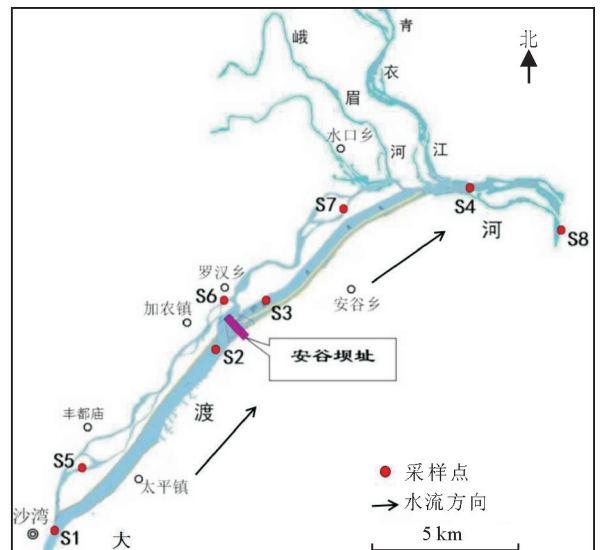 青
衣
江
峨
眉
河
北
水口乡
S7
S4
河
S8
罗汉乡
S6
S3
加农镇
安谷乡
S2
安谷坝址
渡
丰都庙
S5
太平镇
采样点
水流方向
沙湾
S1
大
5 km